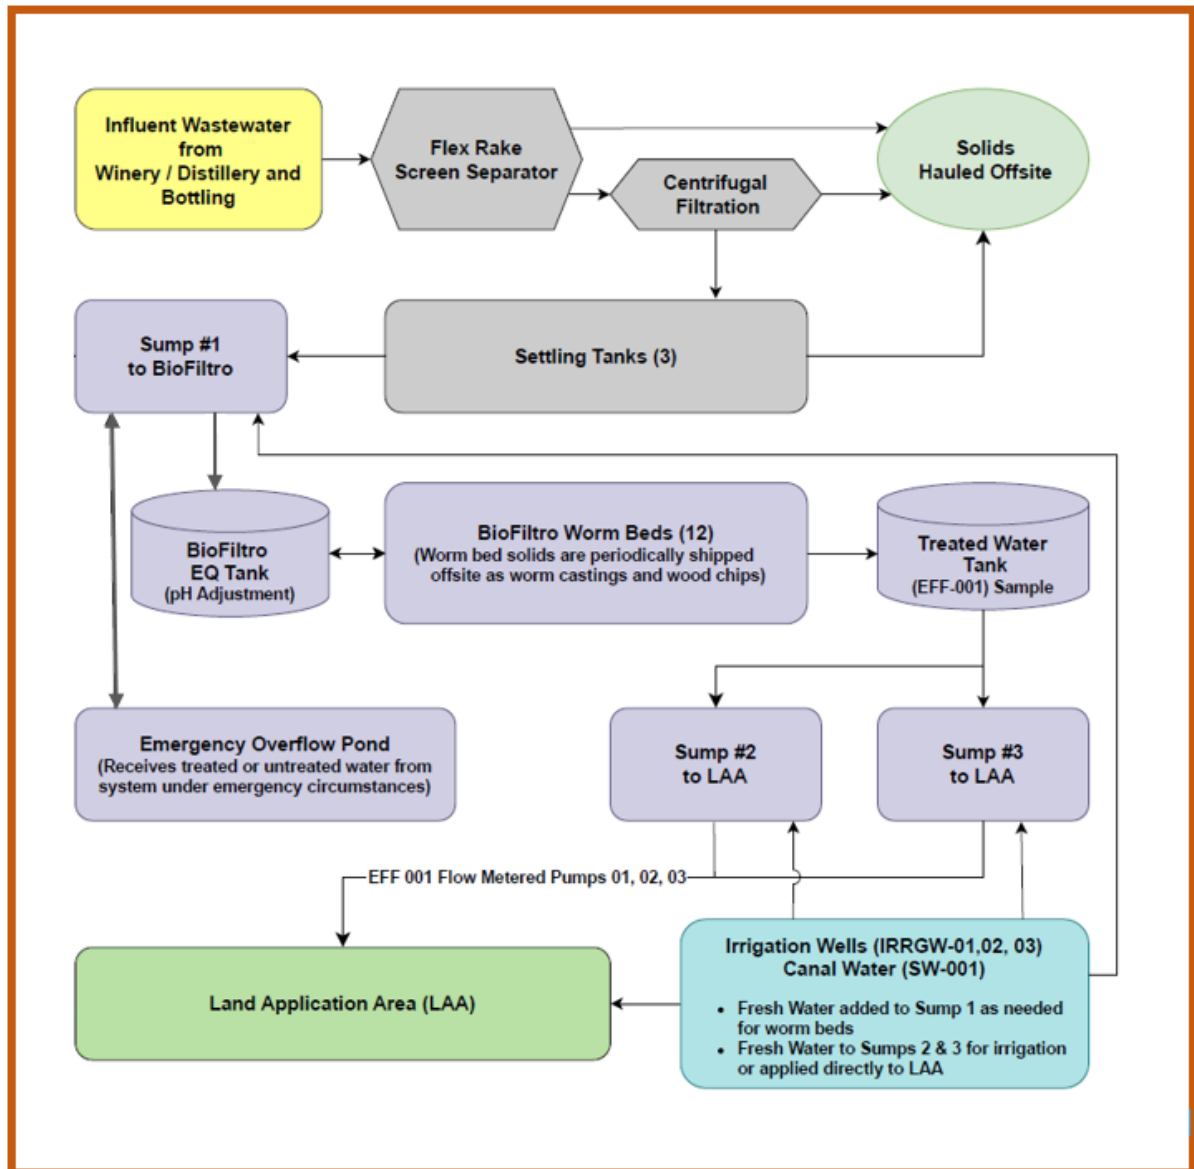 Influent Wastewater
from
Winery / Distillery and
Bottling
Flex Rake
Screen Separator
Centrifugal
Filtration
Solids
Hauled Offsite
Sump #1
to BioFiltro
Settling Tanks (3)
BioFiltro
EQ Tank
(pH Adjustment)
BioFiltro Worm Beds (12)
(Worm bed solids are periodically shipped
offsite as worm castings and wood chips)
Treated Water
Tank
(EFF-001) Sample
Emergency Overflow Pond
(Receives treated or untreated water from
system under emergency circumstances)
Sump #2
to LAA
Sump #3
to LAA
EFF 001 Flow Metered Pumps 01, 02, 03
Land Application Area (LAA)
Irrigation Wells (IRRGW-01,02, 03)
Canal Water (SW-001)
• Fresh Water added to Sump 1 as needed
for worm beds
• Fresh Water to Sumps 2 & 3 for irrigation
or applied directly to LAA